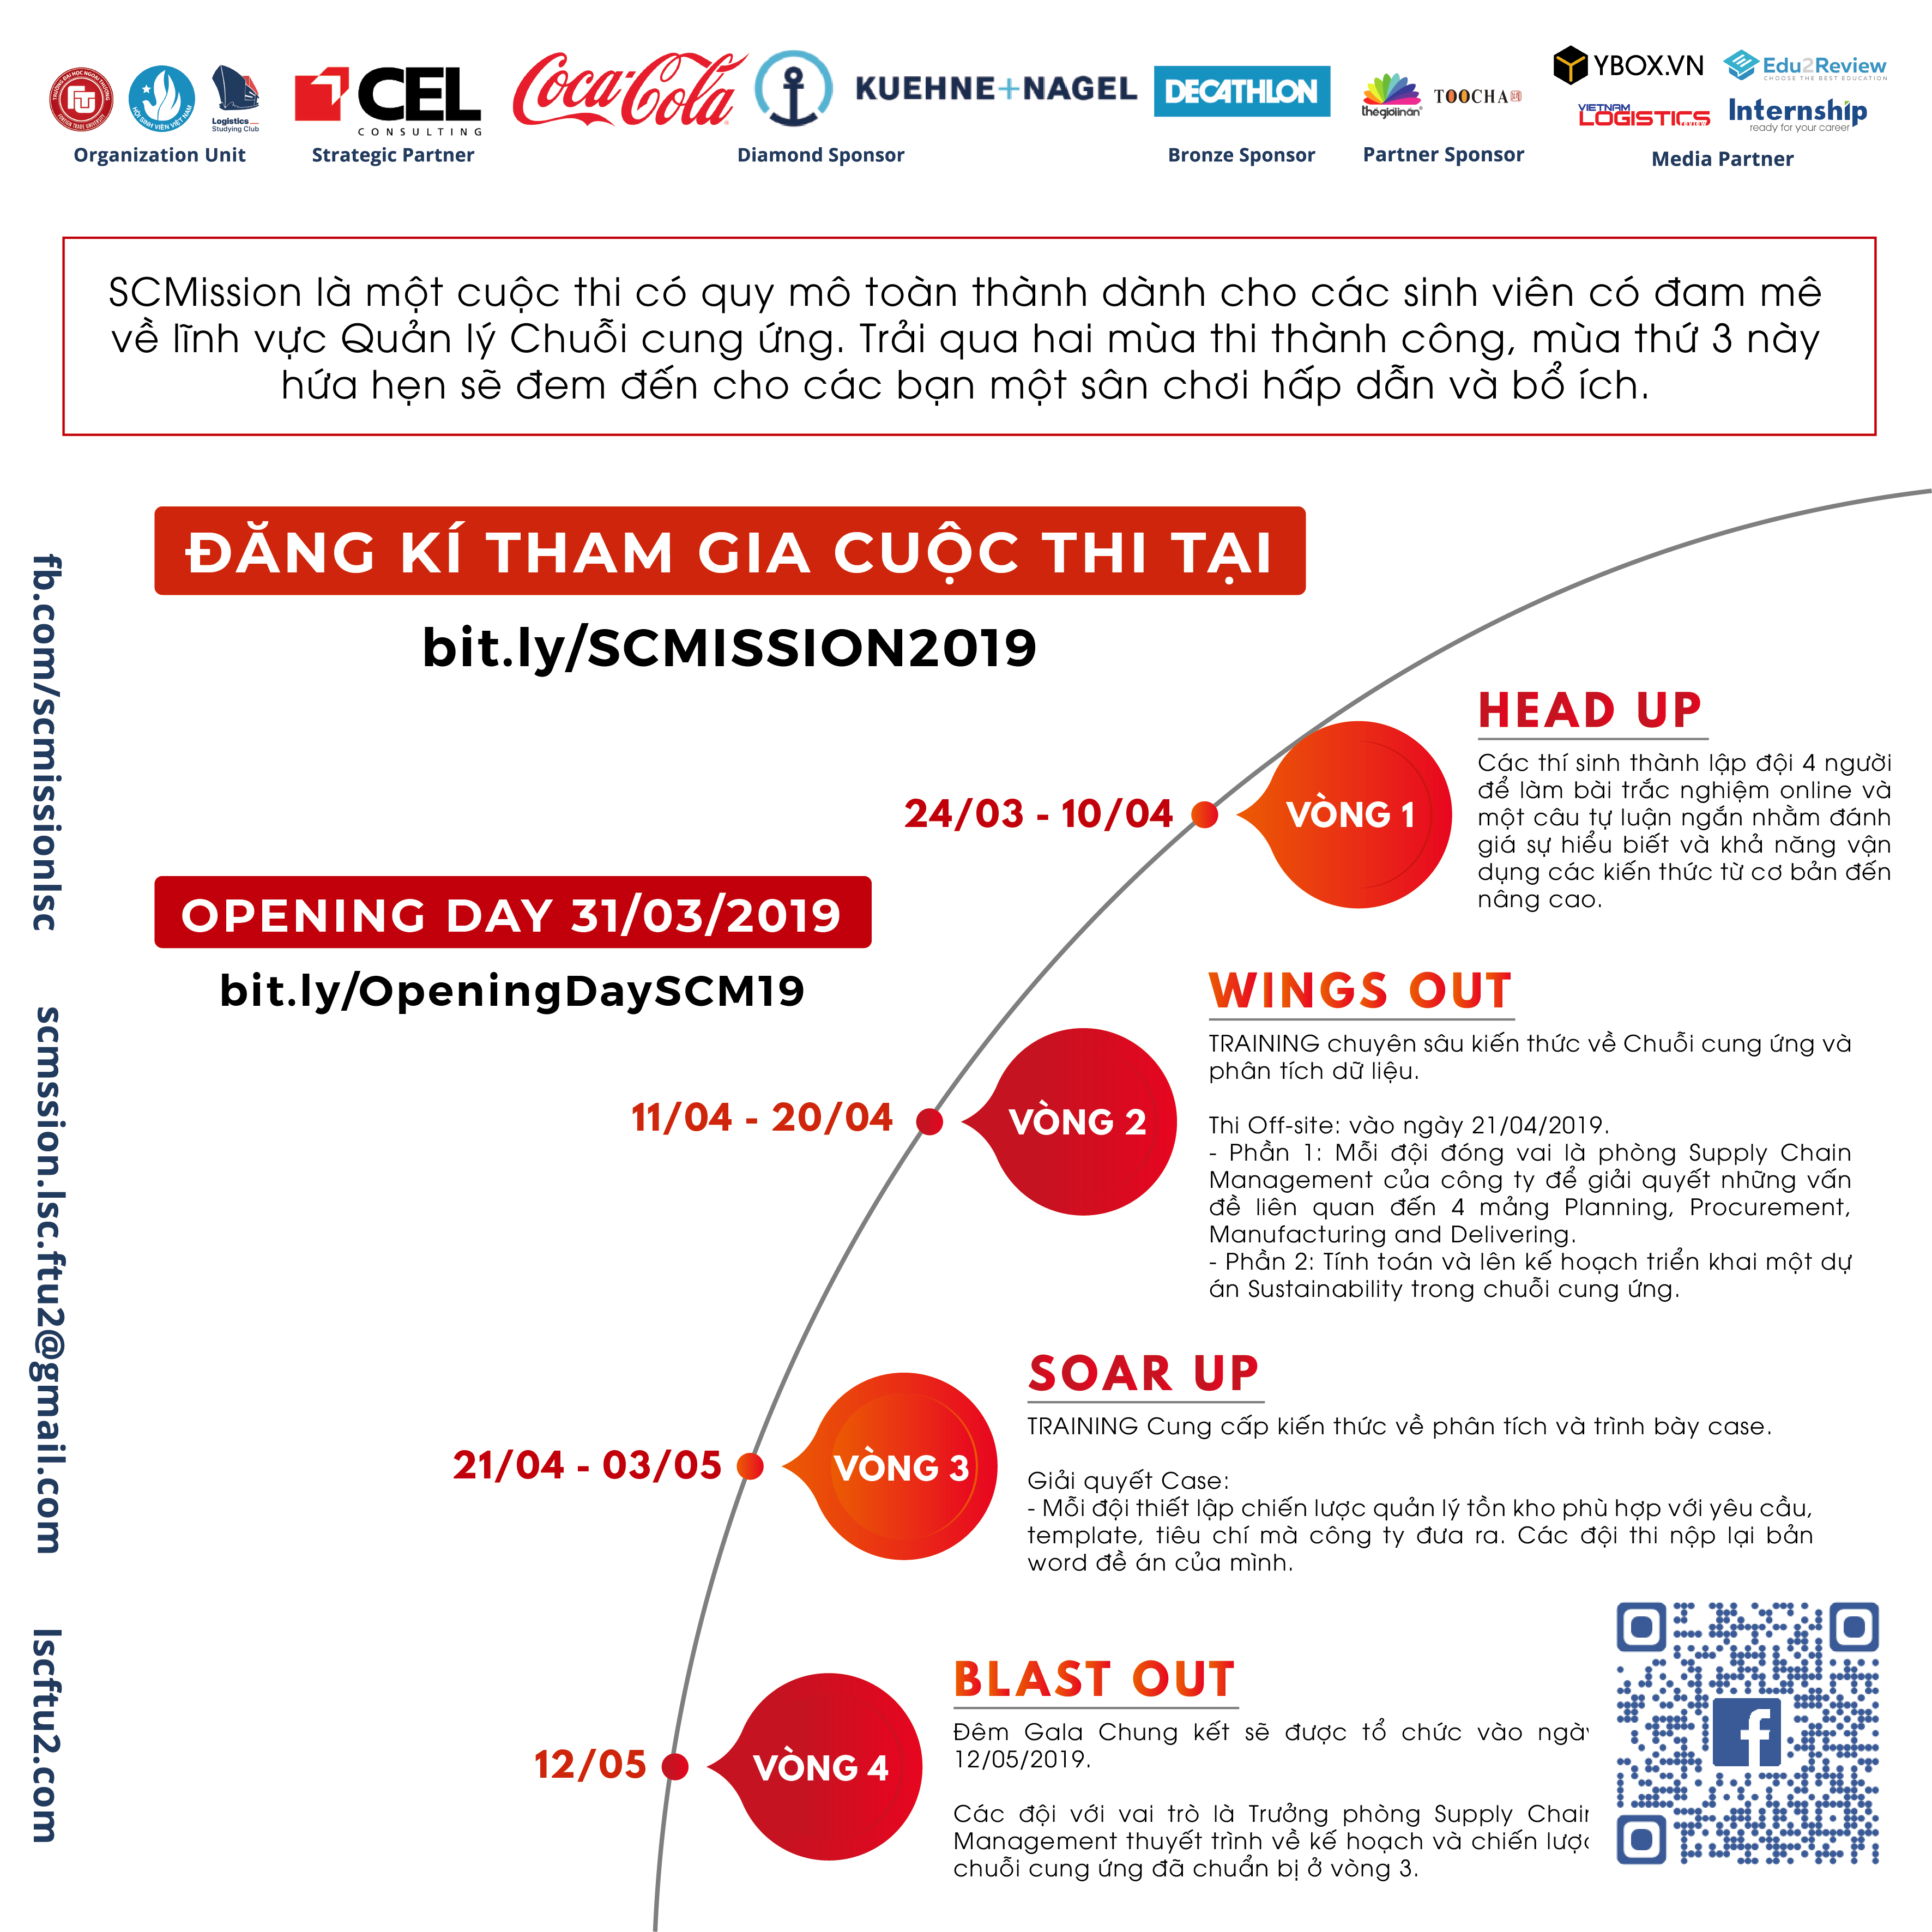 TRƯỜNG ĐẠI HỌC NGOẠI THƯƠNG
FOREIGN TRADE UNIVERSITY
HỘI SINH VIÊN VIỆT NAM
Logistics
Studying Club
Organization Unit
CEL
CONSULTING
Strategic Partner
Coca-Cola
KUEHNE+NAGEL
Diamond Sponsor
DECATHLON
Bronze Sponsor
thegioiinan
TOOCHA
Partner Sponsor
YBOX.VN
Edu2Review
CHOOSE THE BEST EDUCATION
VIETNAM
LOGISTICS
review
Internship
ready for your career
Media Partner
SCMission là một cuộc thi có quy mô toàn thành dành cho các sinh viên có đam mê
về lĩnh vực Quản lý Chuỗi cung ứng. Trải qua hai mùa thi thành công, mùa thứ 3 này
hứa hẹn sẽ đem đến cho các bạn một sân chơi hấp dẫn và bổ ích.
ĐĂNG KÍ THAM GIA CUỘC THI TẠI
bit.ly/SCMISSION2019
24/03 - 10/04
VÒNG 1
HEAD UP
Các thí sinh thành lập đội 4 người
để làm bài trắc nghiệm online và
một câu tự luận ngắn nhằm đánh
giá sự hiểu biết và khả năng vận
dụng các kiến thức từ cơ bản đến
nâng cao.
OPENING DAY 31/03/2019
bit.ly/OpeningDaySCM19
11/04 - 20/04
VÒNG 2
WINGS OUT
TRAINING chuyên sâu kiến thức về Chuỗi cung ứng và
phân tích dữ liệu.
Thi Off-site: vào ngày 21/04/2019.
- Phần 1: Mỗi đội đóng vai là phòng Supply Chain
Management của công ty để giải quyết những vấn
đề liên quan đến 4 mảng Planning, Procurement,
Manufacturing and Delivering.
- Phần 2: Tính toán và lên kế hoạch triển khai một dự
án Sustainability trong chuỗi cung ứng.
21/04 - 03/05
VÒNG 3
SOAR UP
TRAINING Cung cấp kiến thức về phân tích và trình bày case.
Giải quyết Case:
- Mỗi đội thiết lập chiến lược quản lý tồn kho phù hợp với yêu cầu,
template, tiêu chí mà công ty đưa ra. Các đội thi nộp lại bản
word đề án của mình.
12/05
VÒNG 4
BLAST OUT
Đêm Gala Chung kết sẽ được tổ chức vào ngày
12/05/2019.
Các đội với vai trò là Trưởng phòng Supply Chain
Management thuyết trình về kế hoạch và chiến lược
chuỗi cung ứng đã chuẩn bị ở vòng 3.
fb.com/scmissionlsc
scmssion.lsc.ftu2@gmail.com
lscftu2.com